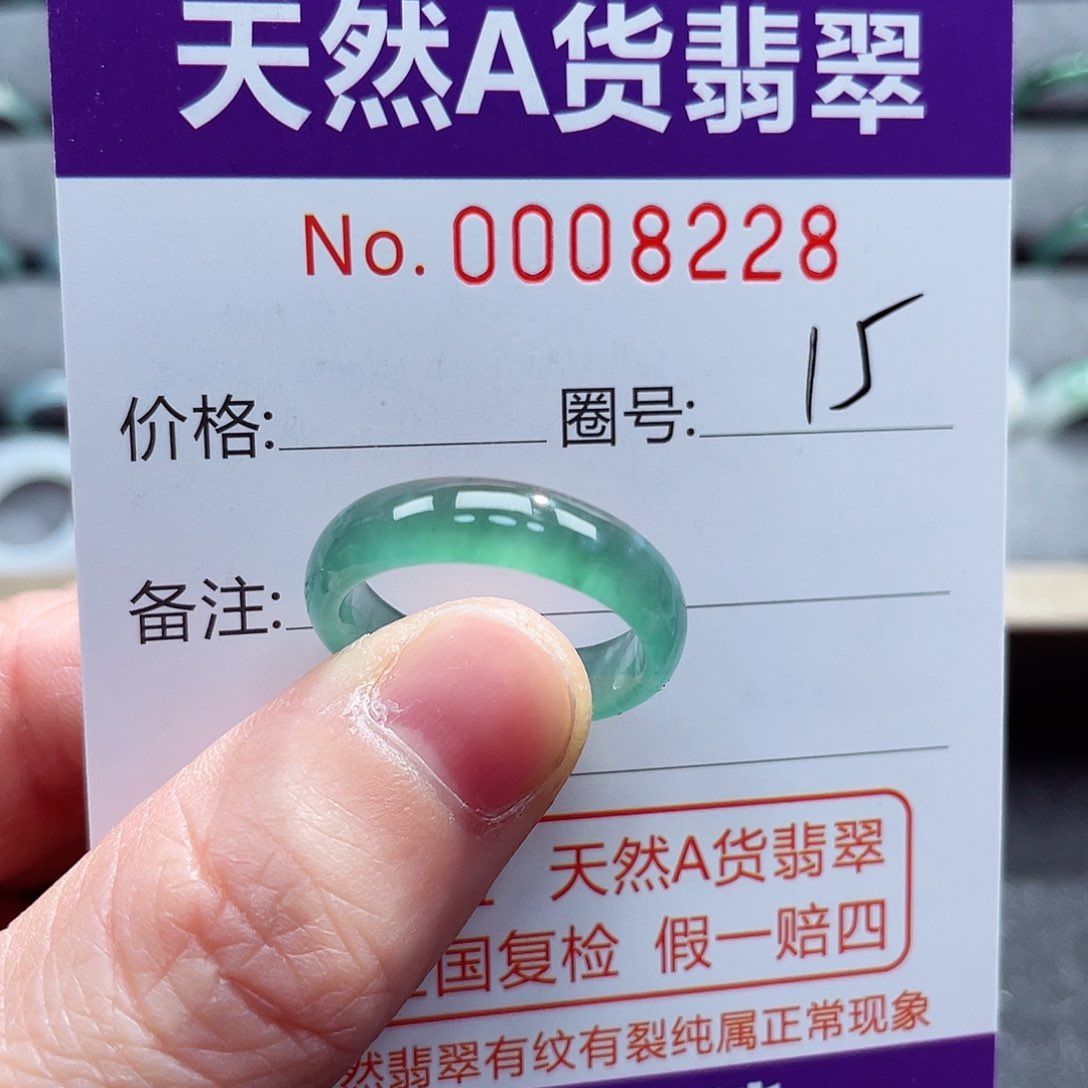 天然A货翡翠
No. 0008228
价格: 圈号: 15
备注:
天然A货翡翠
国复检 假一赔四
然翡翠有纹有裂纯属正常现象